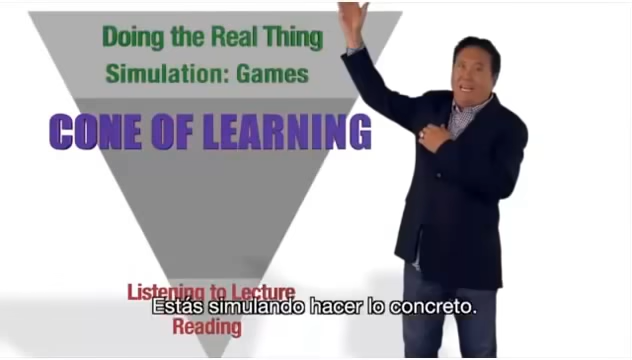 Doing the Real Thing
Simulation: Games
CONE OF LEARNING
Listening to Lecture
Estás simulando hacer lo concreto.
Reading